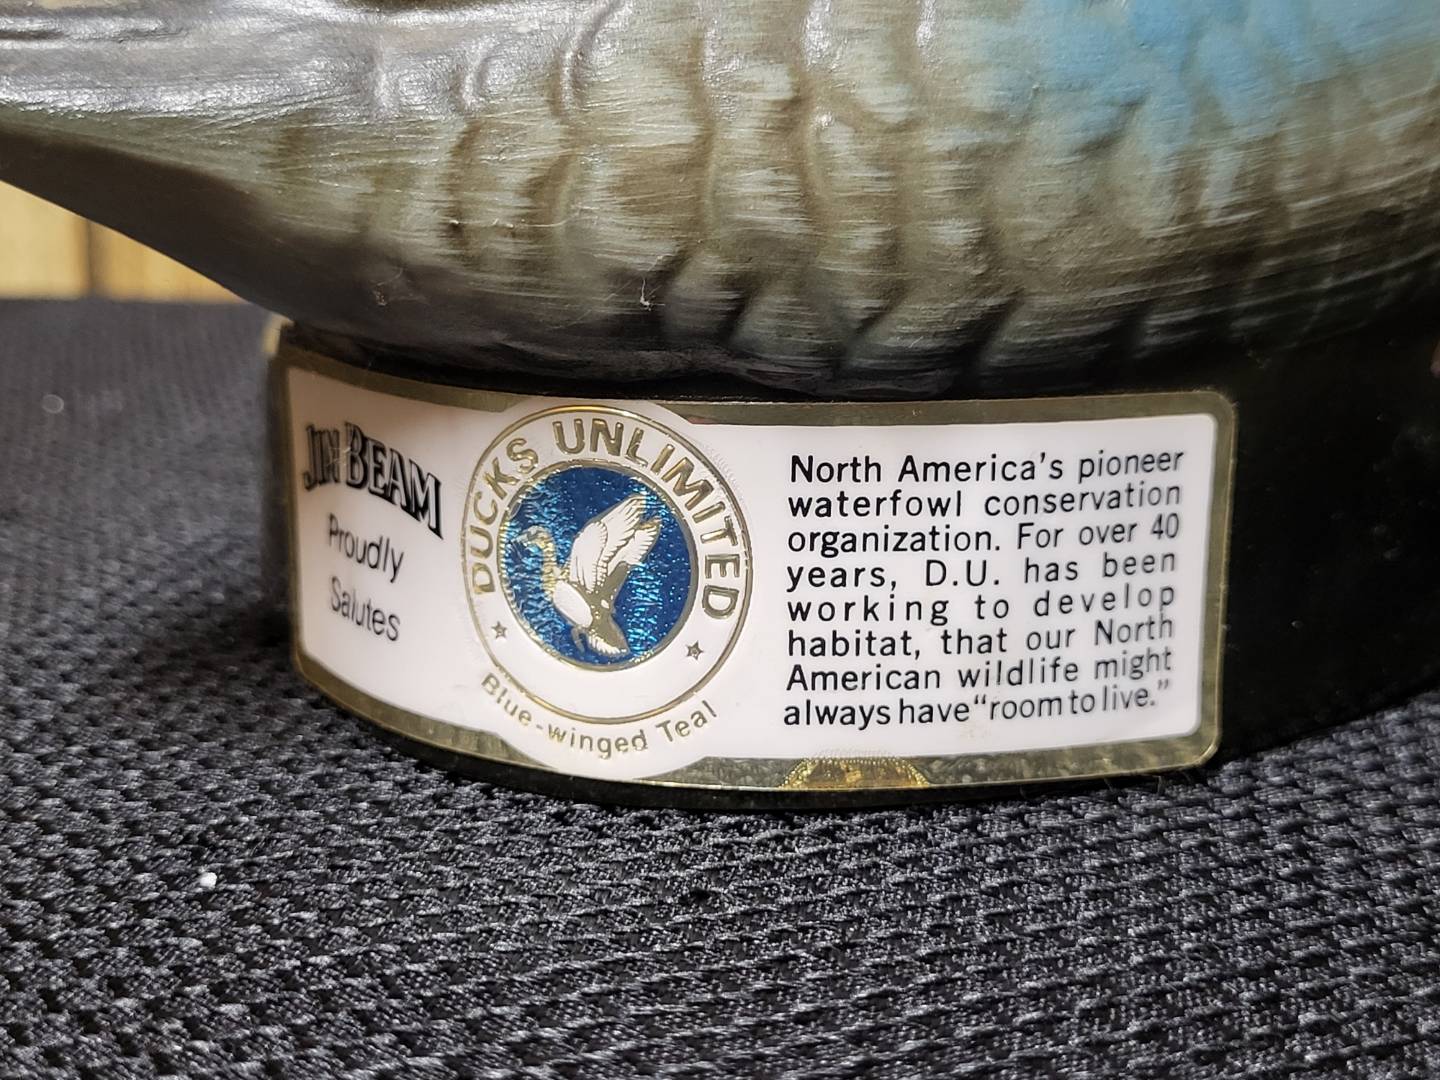 JIM BEAM
Proudly
Salutes
DUCKS UNLIMITED
Blue-winged Teal
North America's pioneer
waterfowl conservation
organization. For over 40
years, D.U. has been
working to develop
habitat, that our North
American wildlife might
always have "room to live."